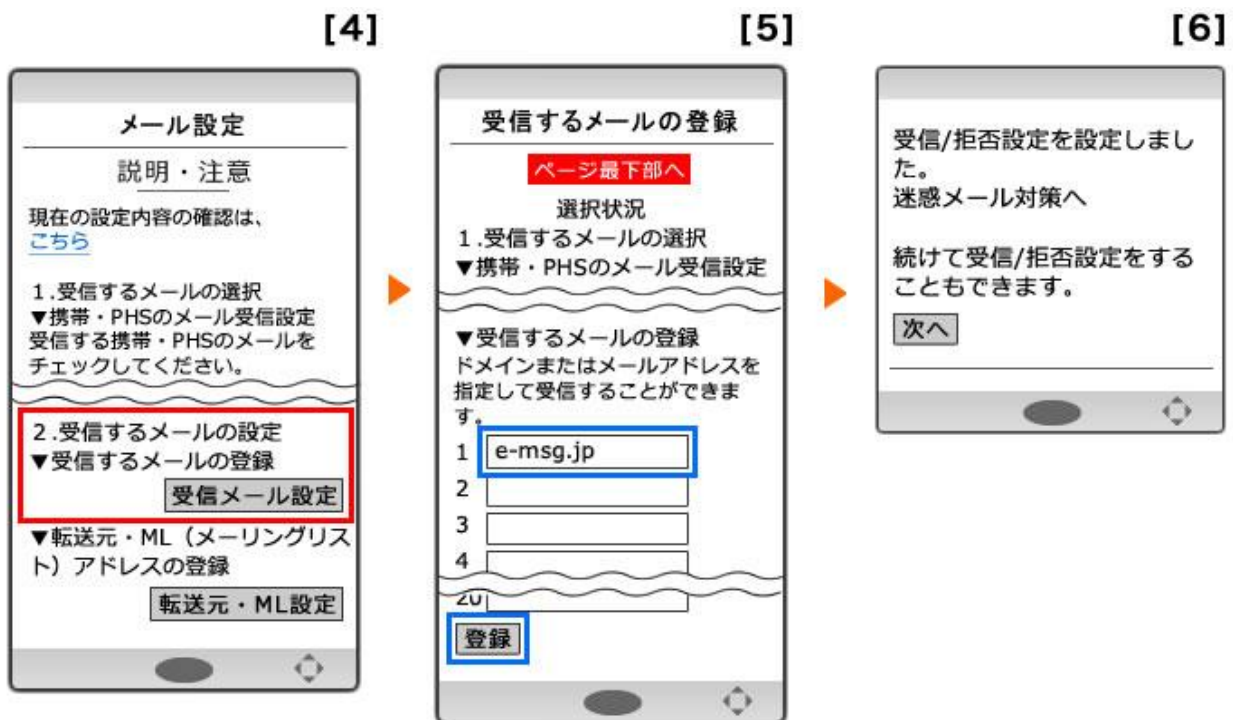 [4]
メール設定
説明・注意
現在の設定内容の確認は、
こちら
1.受信するメールの選択
▼携帯・PHSのメール受信設定
受信する携帯・PHSのメールを
チェックしてください。
2.受信するメールの設定
▼受信するメールの登録
受信メール設定
▼転送元・ML（メーリングリス
ト）アドレスの登録
転送元・ML設定
[5]
受信するメールの登録
ページ最下部へ
選択状況
1.受信するメールの選択
▼携帯・PHSのメール受信設定
▼受信するメールの登録
ドメインまたはメールアドレスを
指定して受信することができま
す。
1 e-msg.jp
2
3
4
20
登録
[6]
受信/拒否設定を設定しまし
た。
迷惑メール対策へ
続けて受信/拒否設定をする
こともできます。
次へ